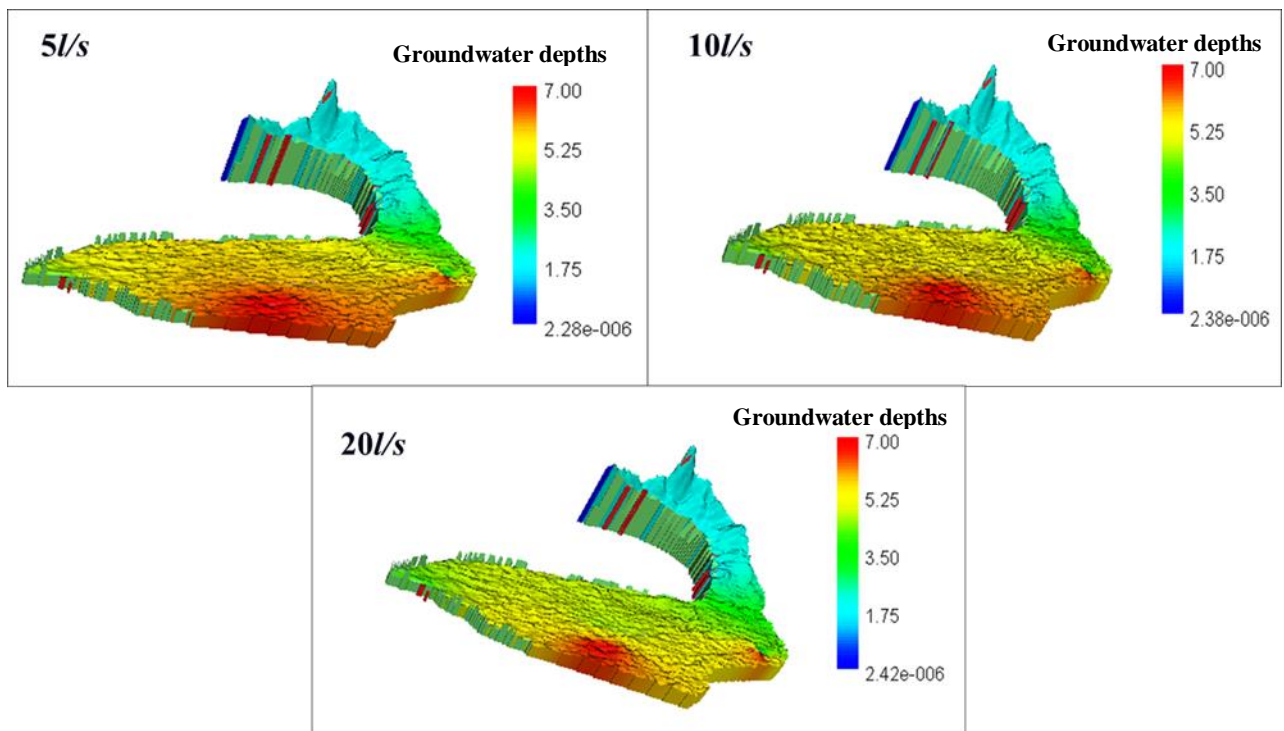 5l/s
Groundwater depths
7.00
5.25
3.50
1.75
2.28e-006
10l/s
Groundwater depths
7.00
5.25
3.50
1.75
2.38e-006
20l/s
Groundwater depths
7.00
5.25
3.50
1.75
2.42e-006